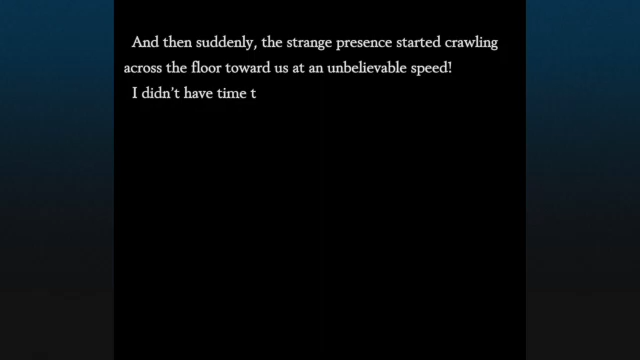 And then suddenly, the strange presence started crawling
across the floor toward us at an unbelievable speed!
I didn't have time t